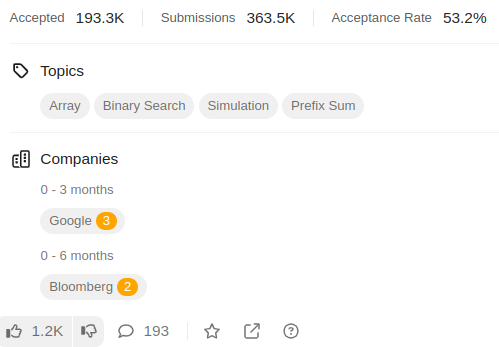 Accepted 193.3K Submissions 363.5K Acceptance Rate 53.2%
Topics
Array Binary Search Simulation Prefix Sum
Companies
0 - 3 months
Google 3
0 - 6 months
Bloomberg 2
1.2K 193